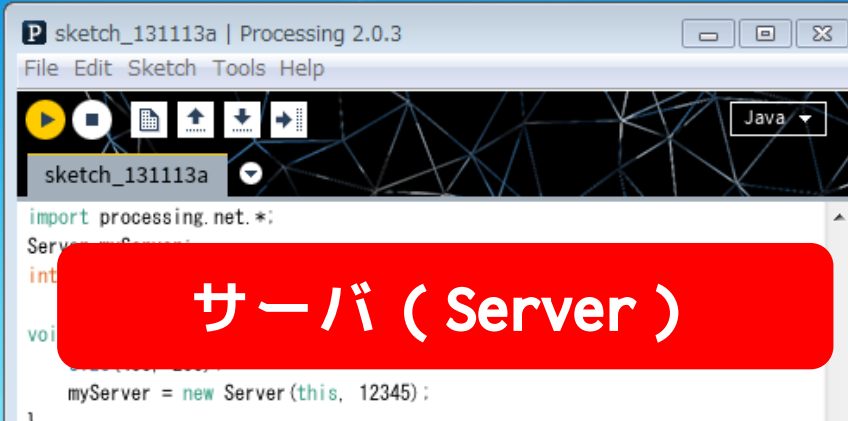 sketch_131113a | Processing 2.0.3
File Edit Sketch Tools Help
Java
sketch_131113a
import processing.net.*;
int
サーバ(Server)
myServer = new Server(this, 12345);
}